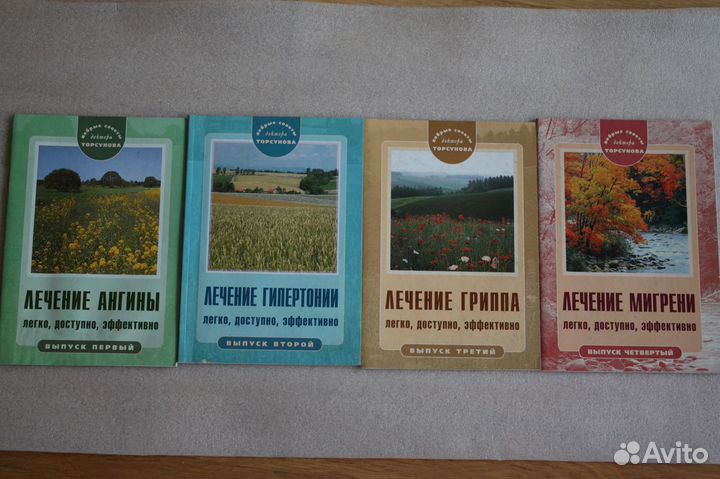 добрые советы
доктора
ТОРСУНОВА
ЛЕЧЕНИЕ АНГИНЫ
ЛЕГКО, ДОСТУПНО, ЭФФЕКТИВНО
ВЫПУСК ПЕРВЫЙ
добрые советы
доктора
ТОРСУНОВА
ЛЕЧЕНИЕ ГИПЕРТОНИИ
ЛЕГКО, ДОСТУПНО, ЭФФЕКТИВНО
ВЫПУСК ВТОРОЙ
добрые советы
доктора
ТОРСУНОВА
ЛЕЧЕНИЕ ГРИППА
ЛЕГКО, ДОСТУПНО, ЭФФЕКТИВНО
ВЫПУСК ТРЕТИЙ
добрые советы
доктора
ТОРСУНОВА
ЛЕЧЕНИЕ МИГРЕНИ
ЛЕГКО, ДОСТУПНО, ЭФФЕКТИВНО
ВЫПУСК ЧЕТВЕРТЫЙ
Avito